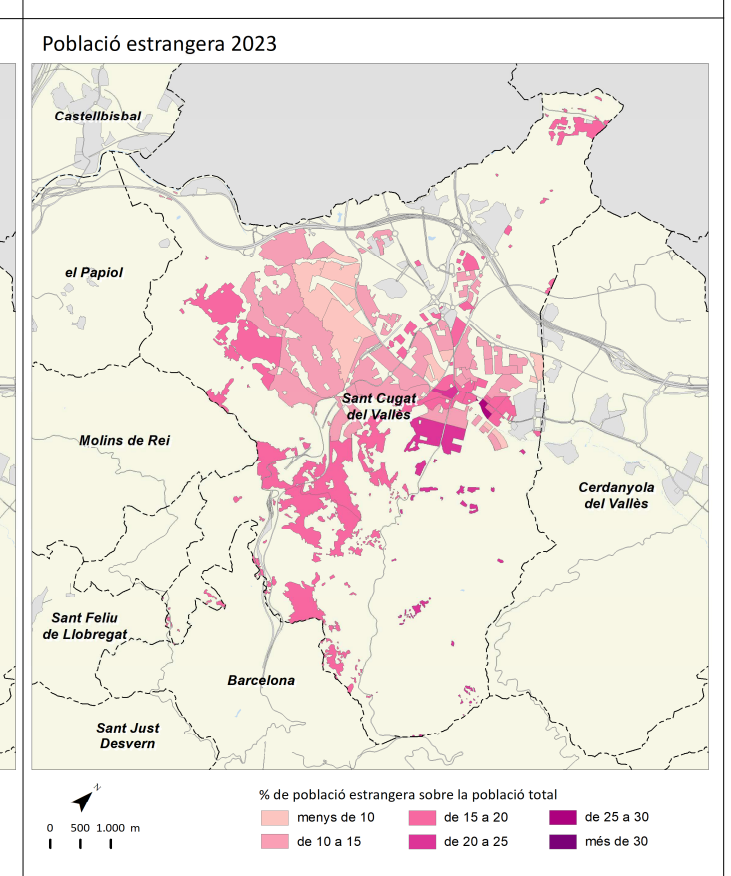 Població estrangera 2023
Castellbisbal
el Papiol
Sant Cugat
del Vallès
Molins de Rei
Cerdanyola
del Vallès
Sant Feliu
de Llobregat
Barcelona
Sant Just
Desvern
N
0 500 1.000 m
% de població estrangera sobre la població total
menys de 10
de 10 a 15
de 15 a 20
de 20 a 25
de 25 a 30
més de 30